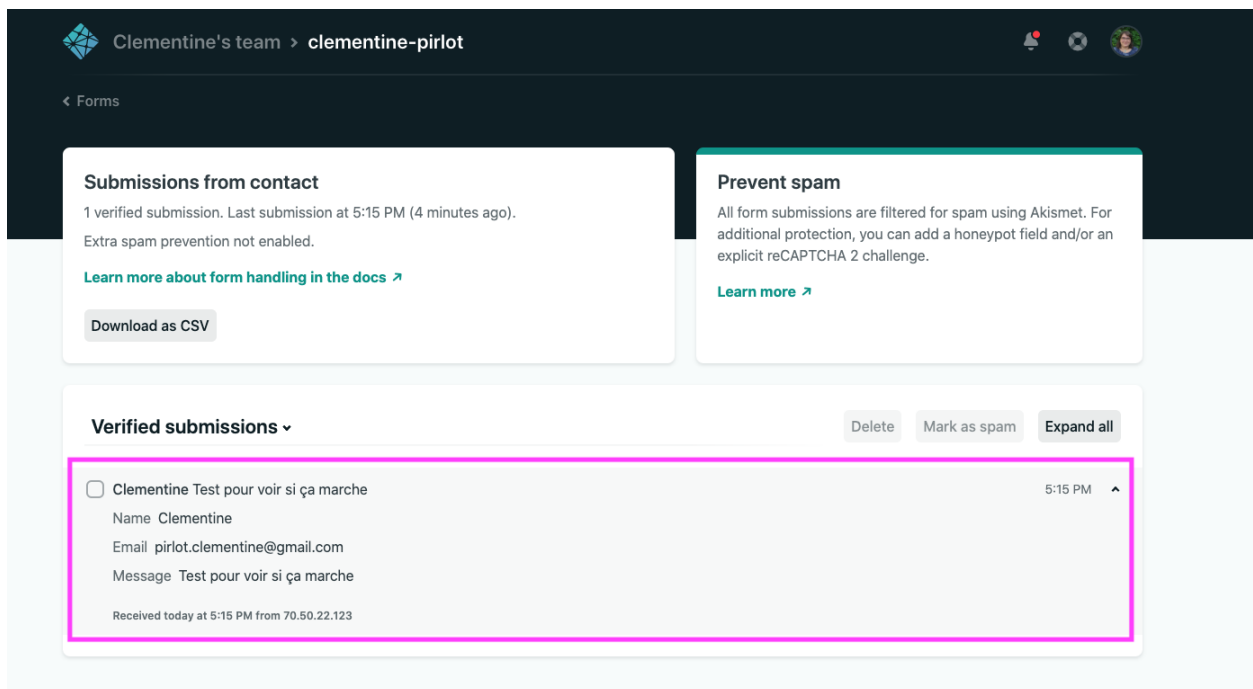 Clementine's team > clementine-pirlot
< Forms
Submissions from contact
1 verified submission. Last submission at 5:15 PM (4 minutes ago).
Extra spam prevention not enabled.
Learn more about form handling in the docs ↗
Download as CSV
Prevent spam
All form submissions are filtered for spam using Akismet. For
additional protection, you can add a honeypot field and/or an
explicit reCAPTCHA 2 challenge.
Learn more ↗
Verified submissions
Delete Mark as spam Expand all
Clementine Test pour voir si ça marche 5:15 PM
Name Clementine
Email pirlot.clementine@gmail.com
Message Test pour voir si ça marche
Received today at 5:15 PM from 70.50.22.123